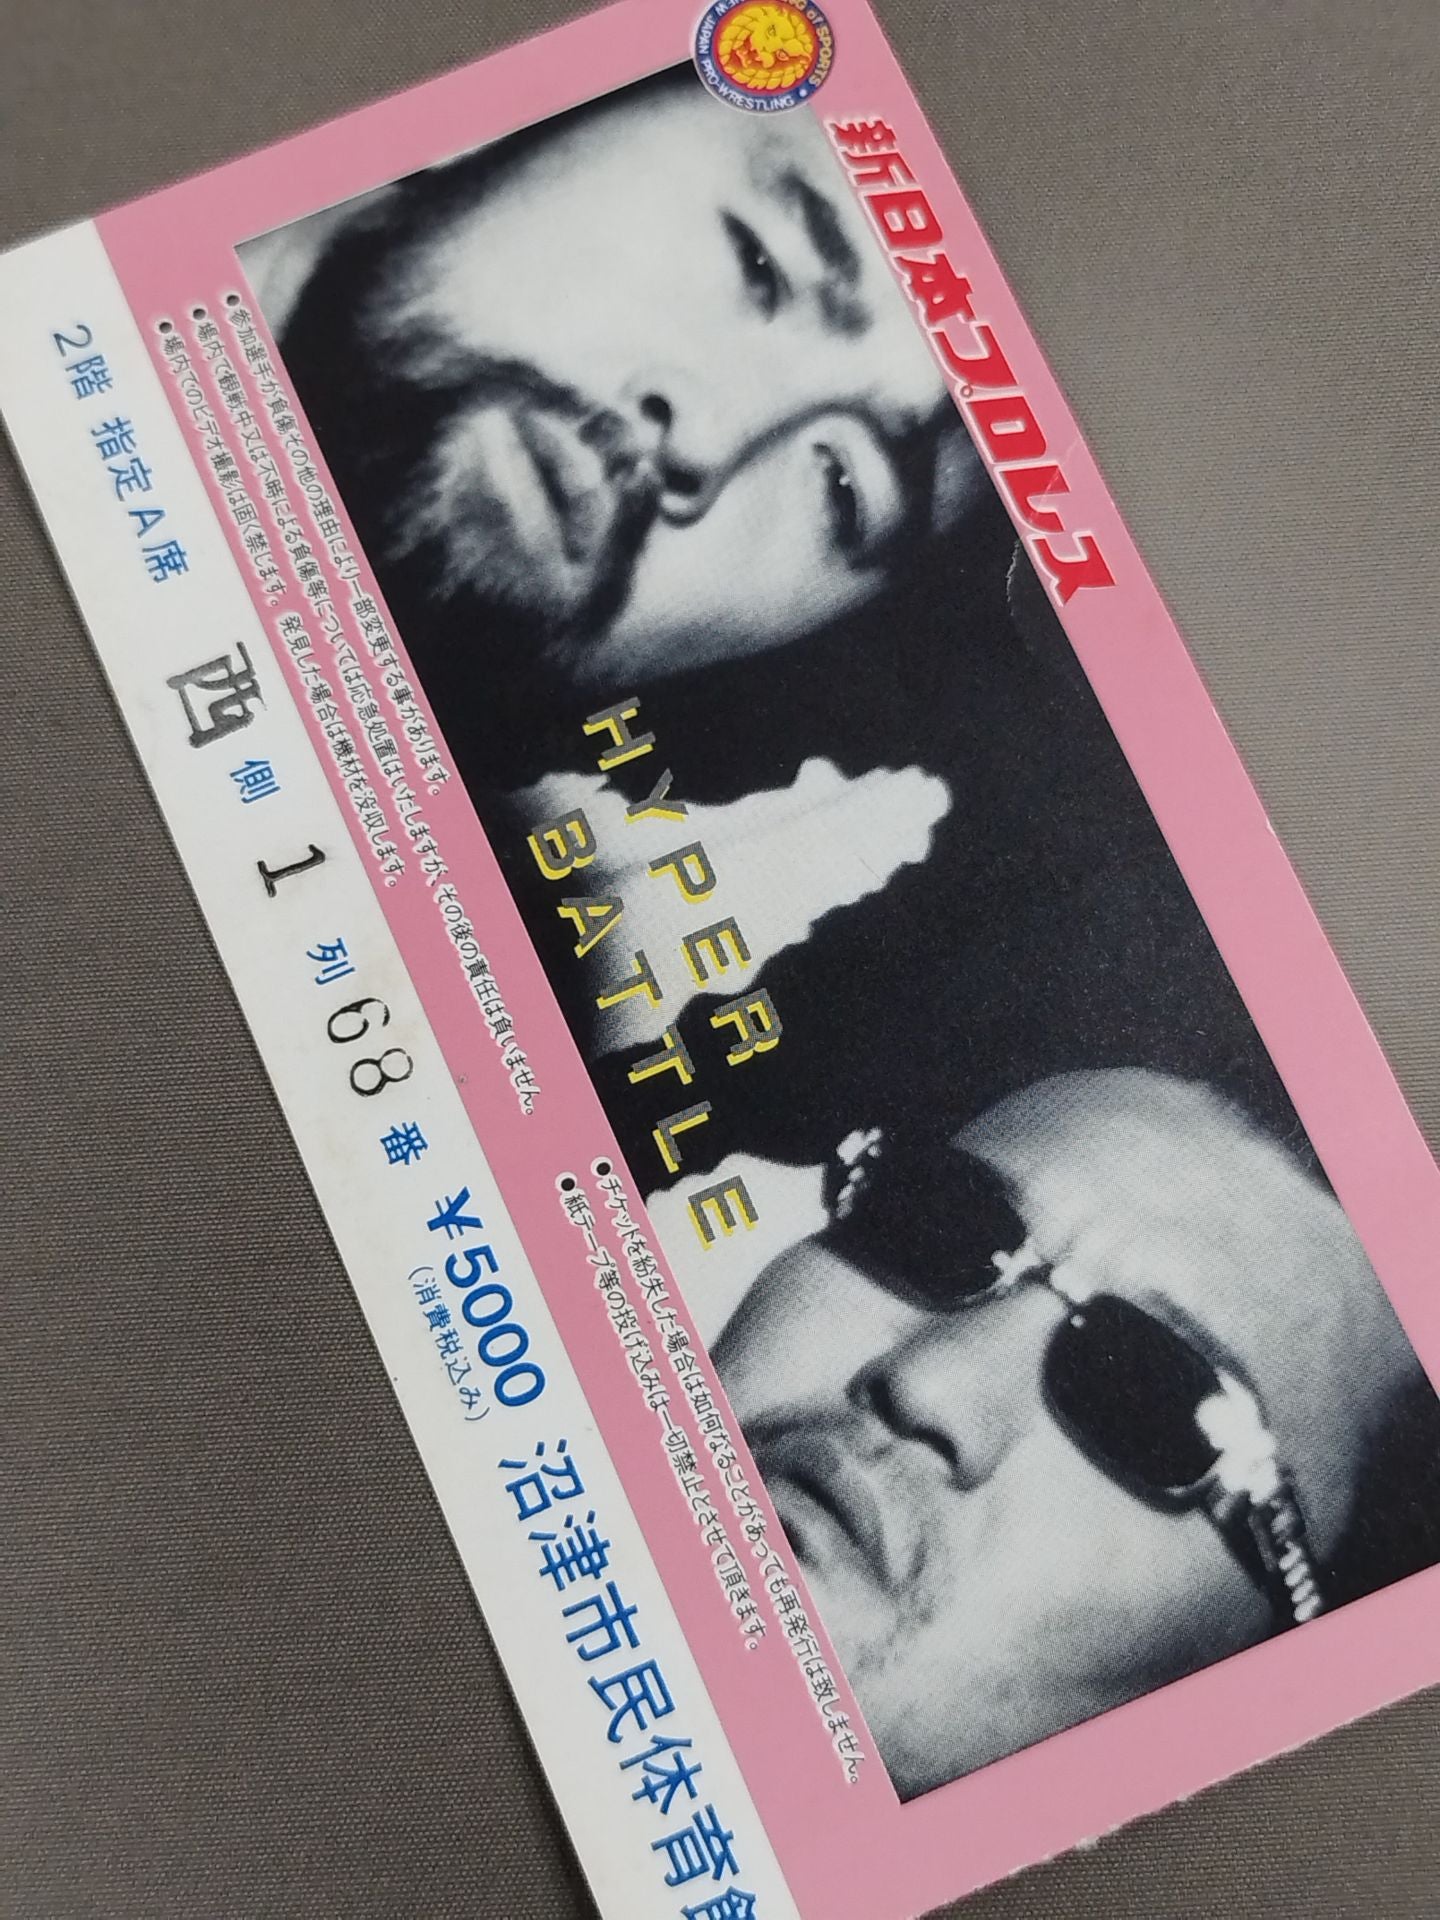 KING of SPORTS
NEW JAPAN PRO-WRESTLING
新日本プロレス
HYPER
BATTLE
●参加選手が負傷その他の理由により一部変更する事があります。
●場内で観戦中又は不時による負傷等については応急処置はいたしますが、その後の責任は負いません。
●場内でのビデオ撮影は固く禁じます。発見した場合は機材を没収します。
●チケットを紛失した場合は如何なることがあっても再発行は致しません。
●紙テープ等の投げ込みは一切禁止とさせて頂きます。
2階 指定A席 西側 1列 68番 ¥5000 沼津市民体育館
(消費税込み)